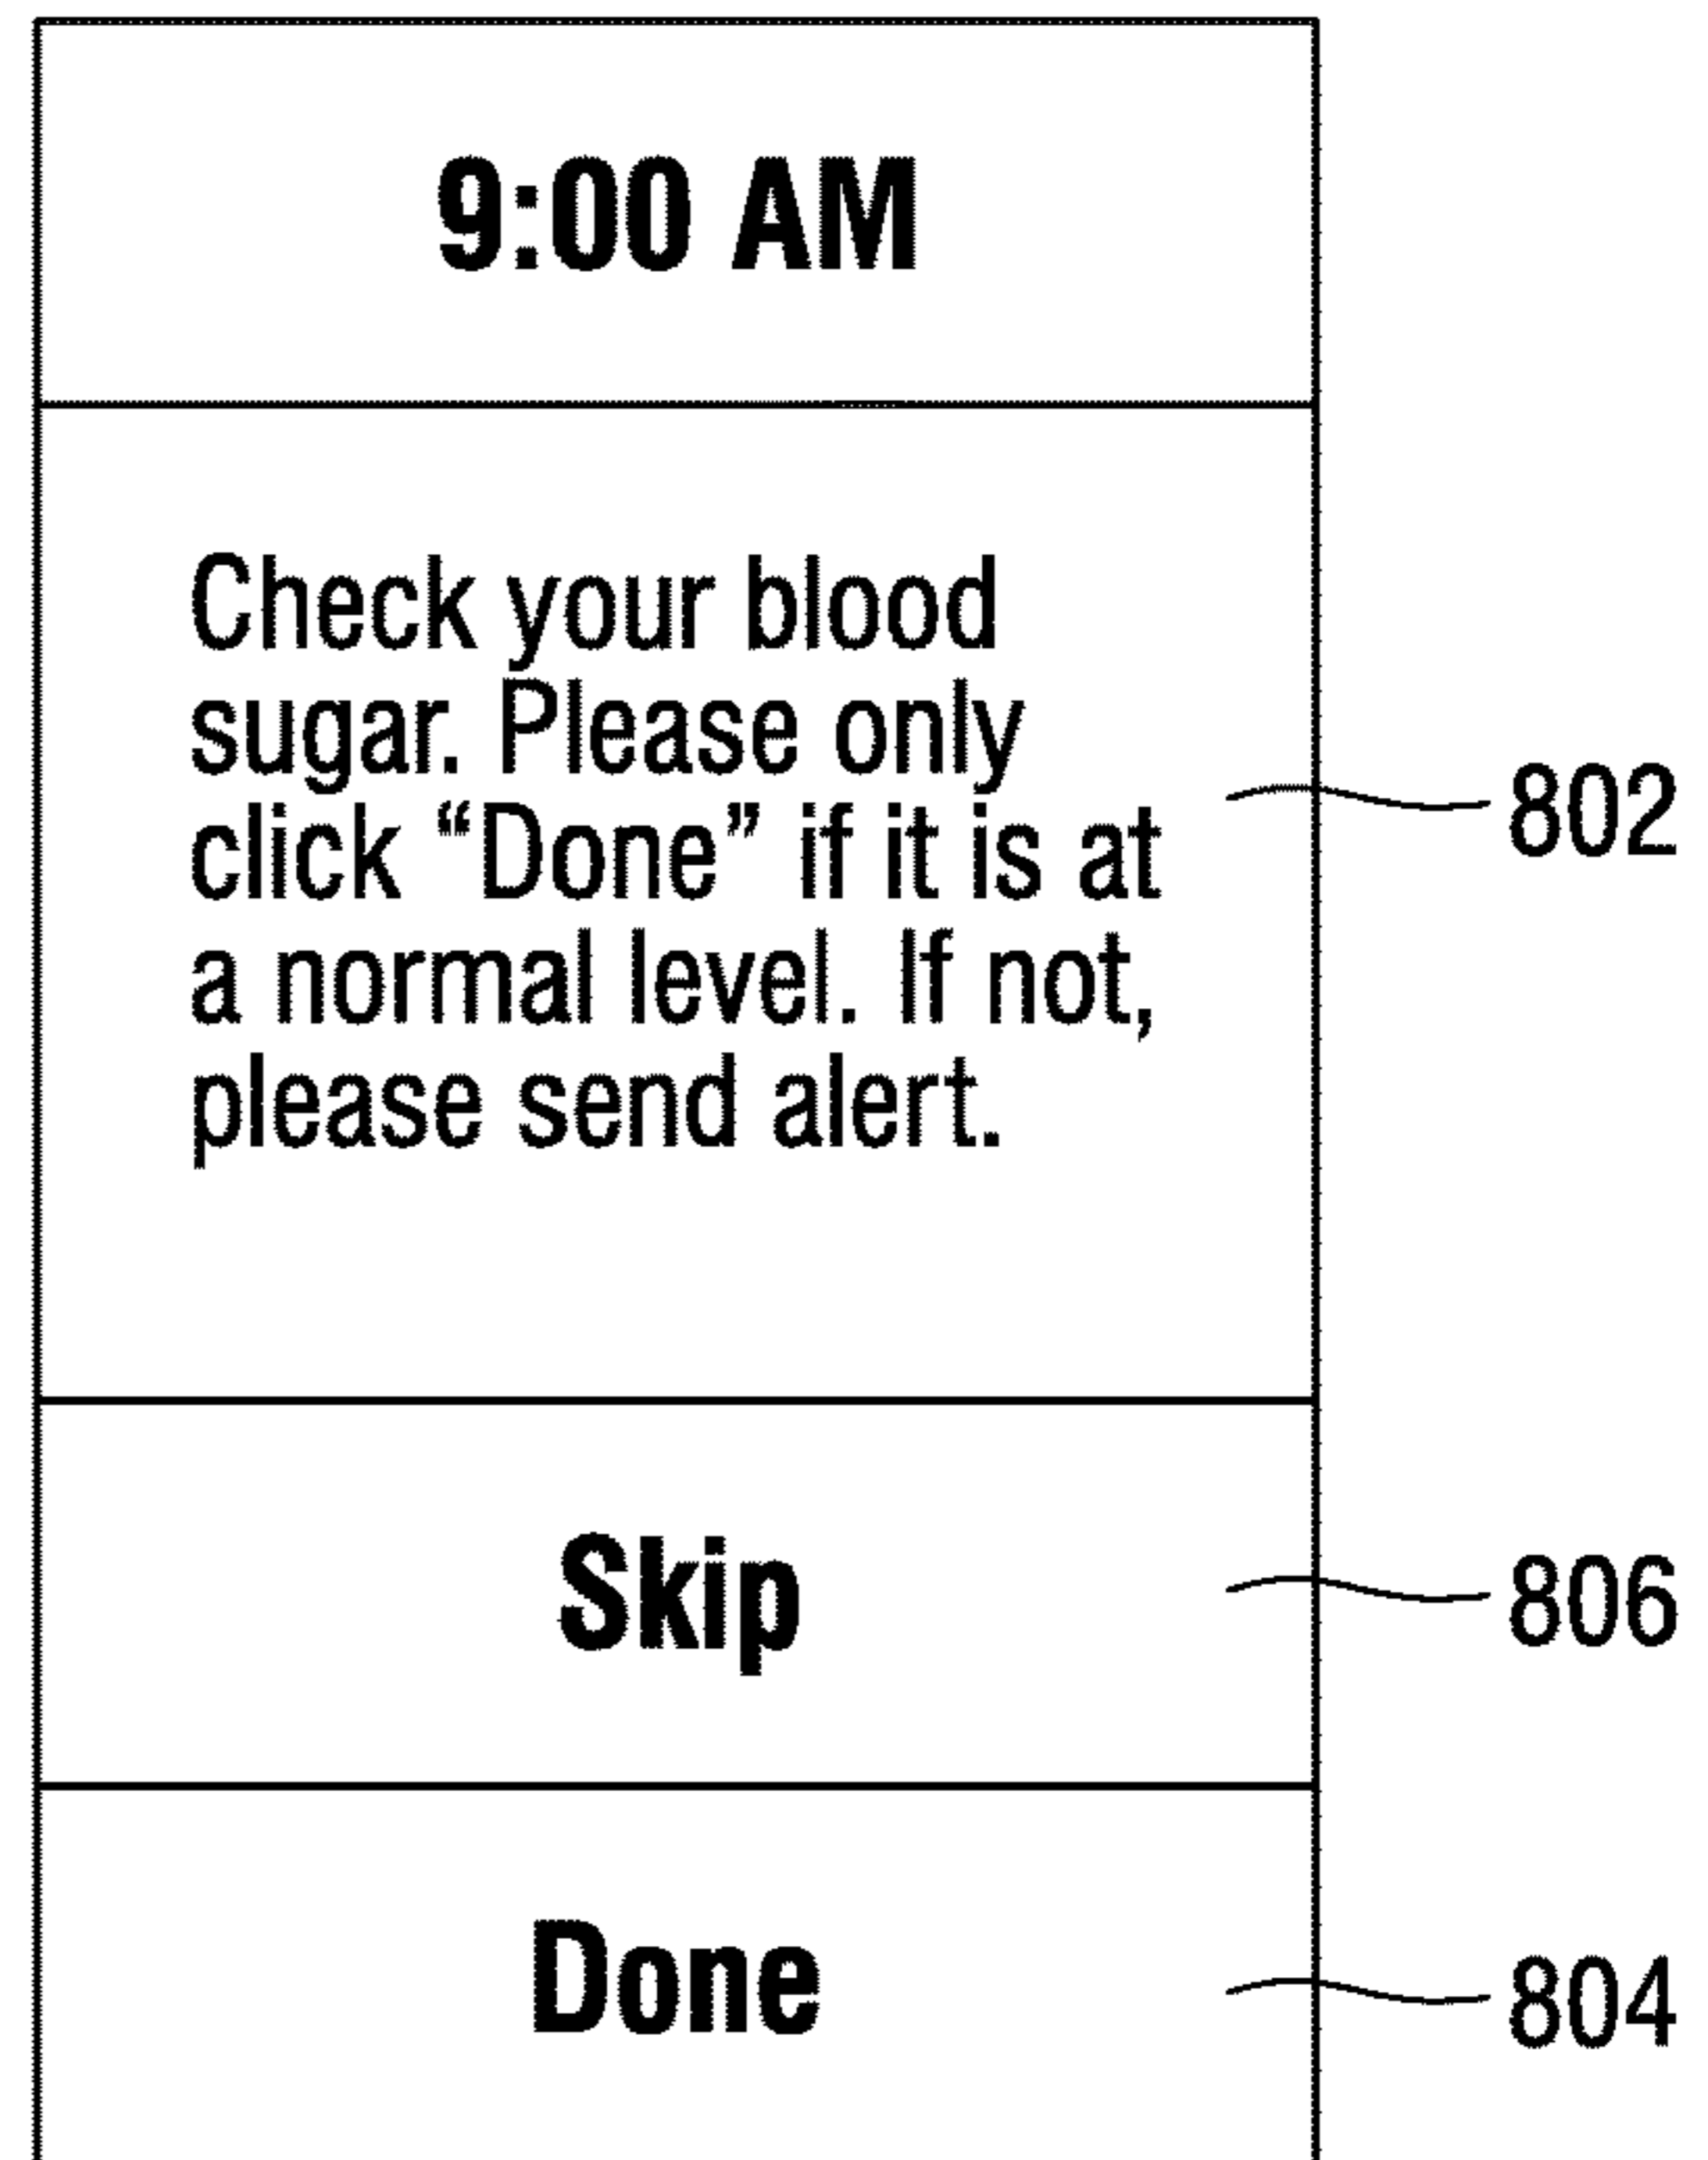 9:00 AM
Check your blood
sugar. Please only
click “Done” if it is at
a normal level. If not,
please send alert.
802
Skip
806
Done
804